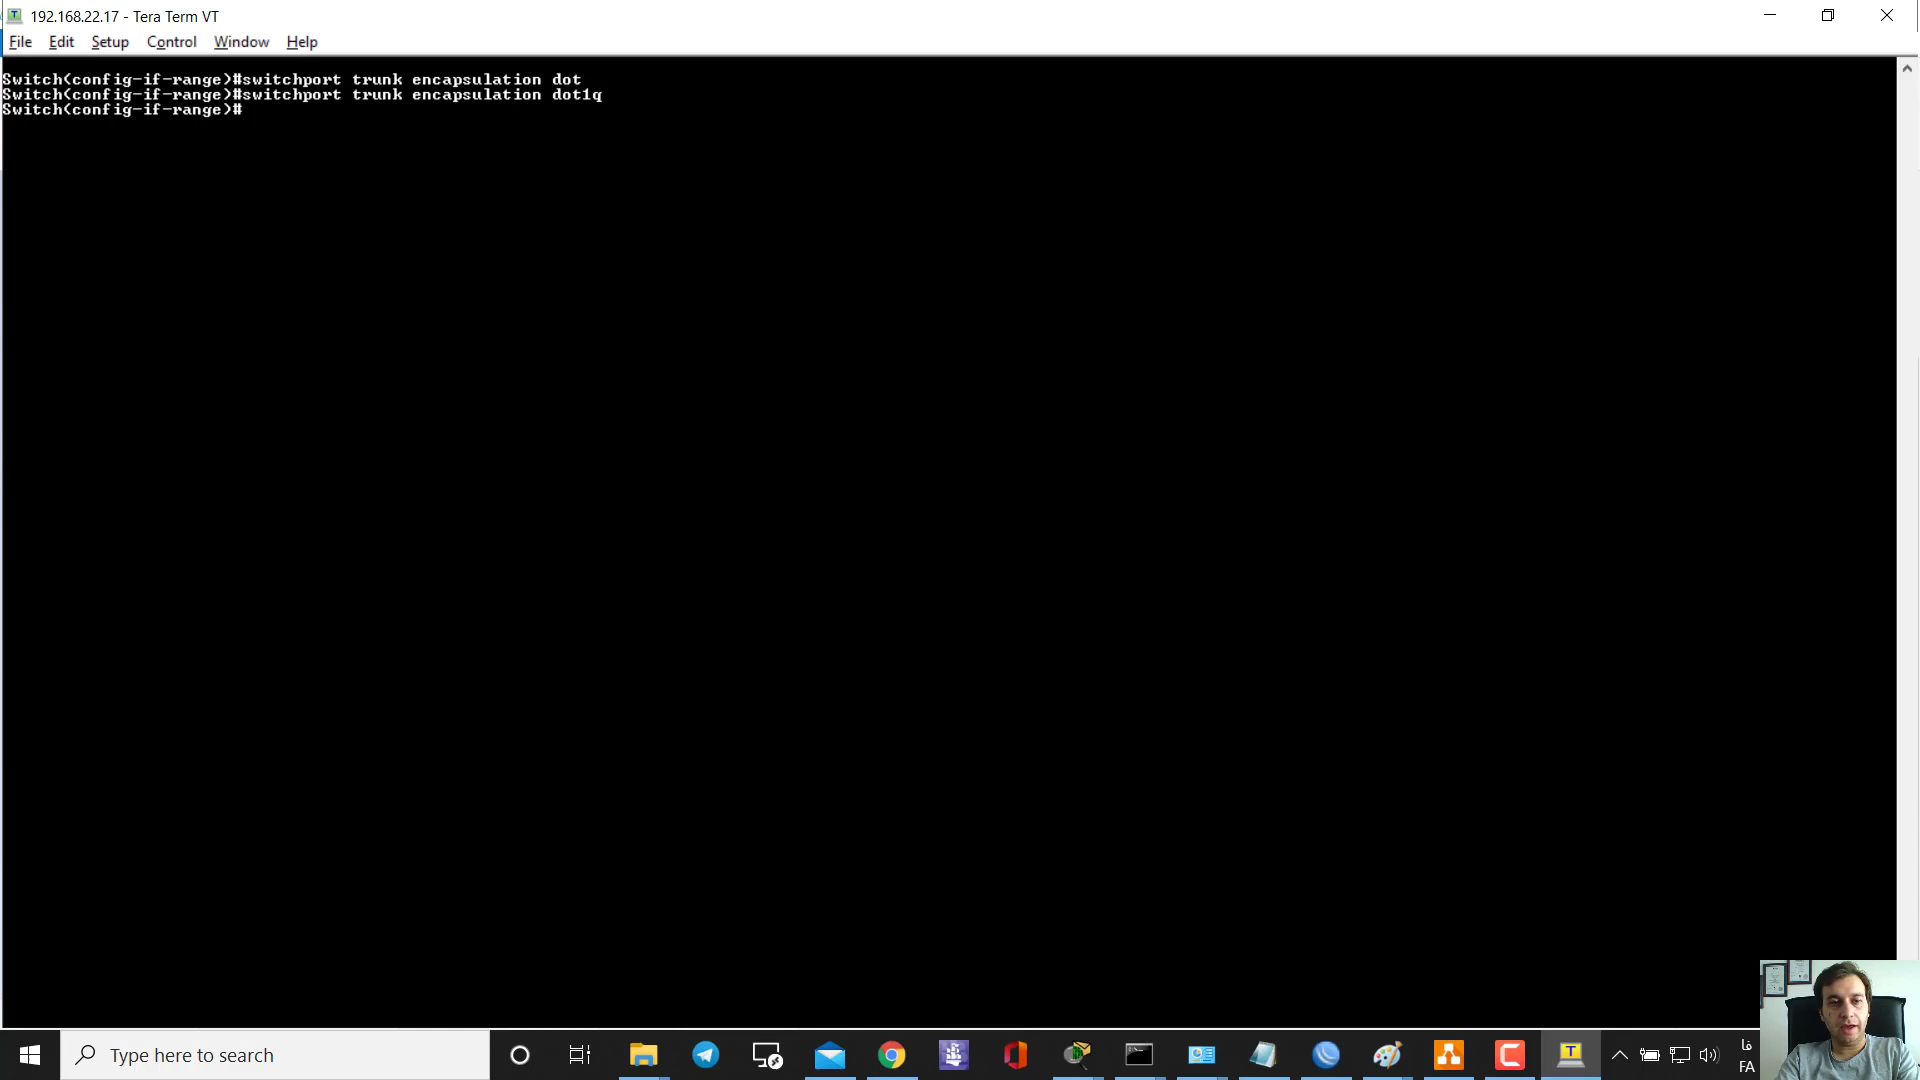 192.168.22.17 - Tera Term VT
File Edit Setup Control Window Help
Switch(config-if-range)#switchport trunk encapsulation dot
Switch(config-if-range)#switchport trunk encapsulation dot1q
Switch(config-if-range)#
Type here to search
فا
FA